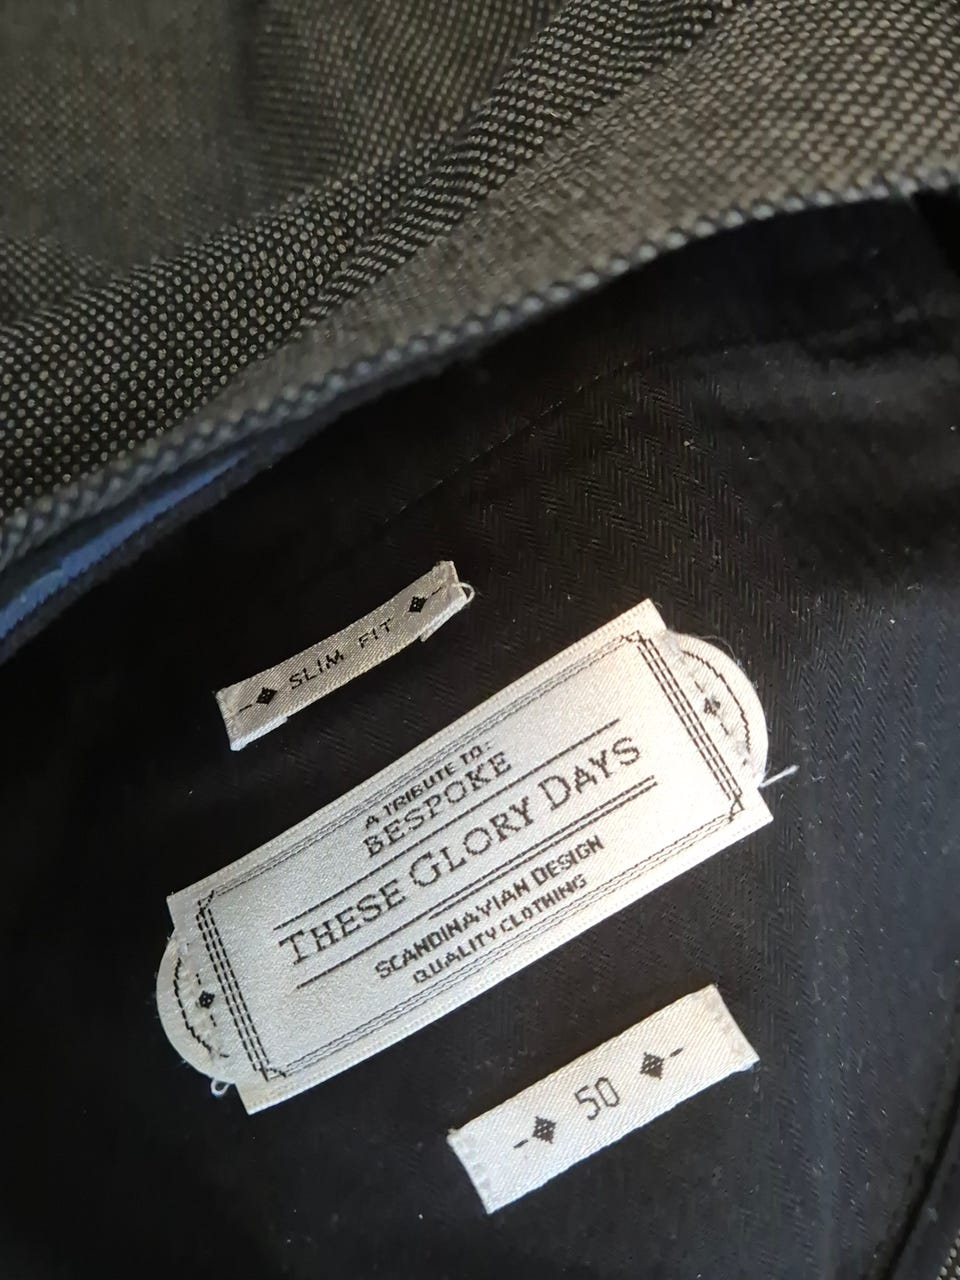 SLIM FIT
A TRIBUTE TO:
BESPOKE
THESE GLORY DAYS
SCANDINAVIAN DESIGN
QUALITY CLOTHING
50